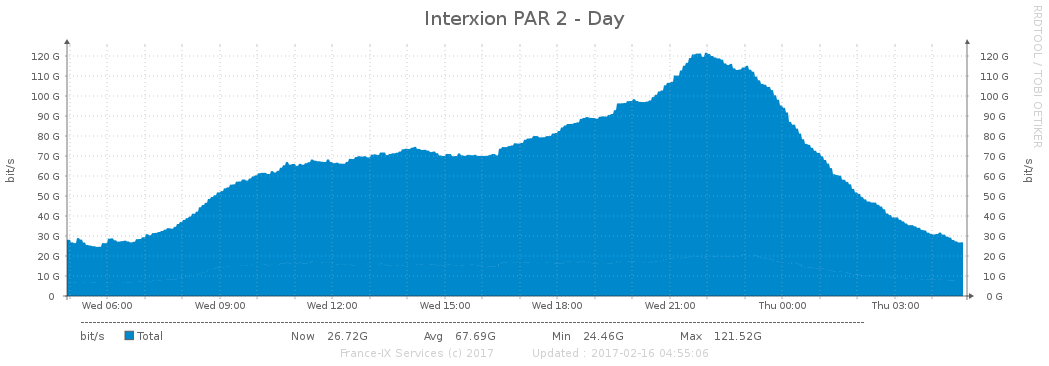 Interxion PAR 2 - Day
RRDTOOL / TOBI OETIKER
120 G 120 G
110 G 110 G
100 G 100 G
90 G 90 G
80 G 80 G
70 G 70 G
60 G 60 G
50 G 50 G
40 G 40 G
30 G 30 G
20 G 20 G
10 G 10 G
0 0 G
bit/s
bit/s
Wed 06:00 Wed 09:00 Wed 12:00 Wed 15:00 Wed 18:00 Wed 21:00 Thu 00:00 Thu 03:00
bit/s Total Now 26.72G Avg 67.69G Min 24.46G Max 121.52G
France-IX Services (c) 2017 Updated : 2017-02-16 04:55:06